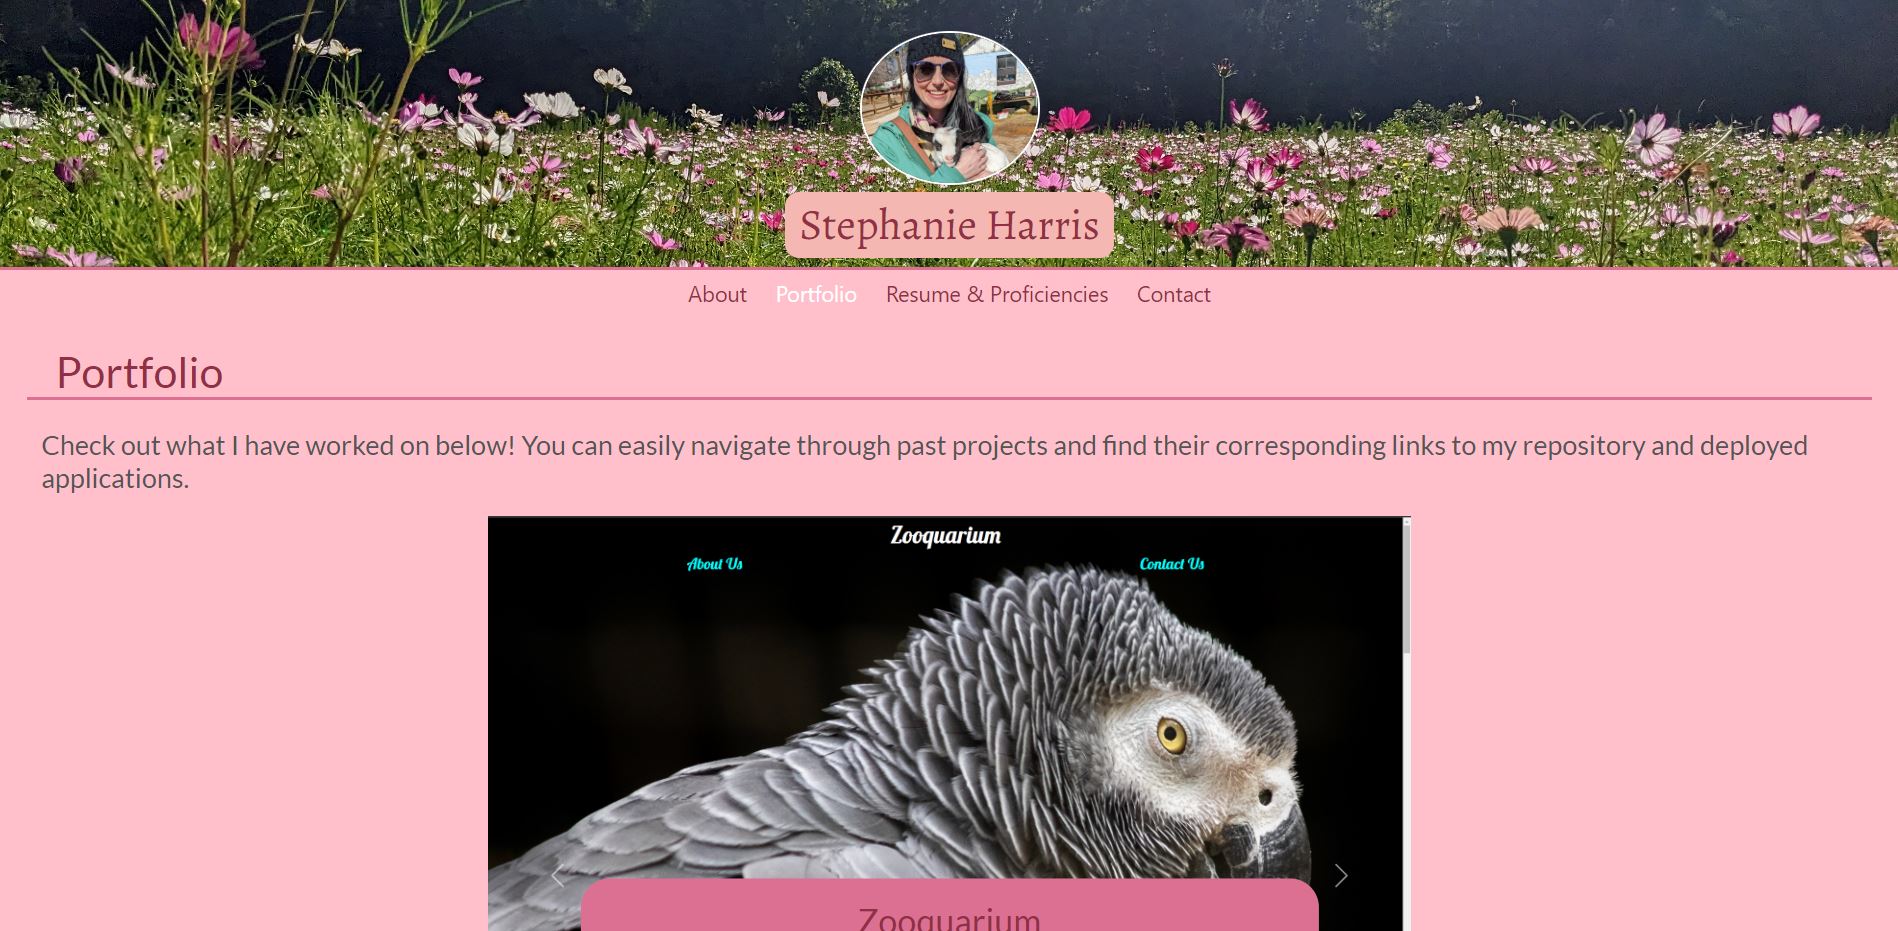 Stephanie Harris
About Portfolio Resume & Proficiencies Contact
Portfolio
Check out what I have worked on below! You can easily navigate through past projects and find their corresponding links to my repository and deployed
applications.
Zooquarium
About Us Contact Us
Zooquarium